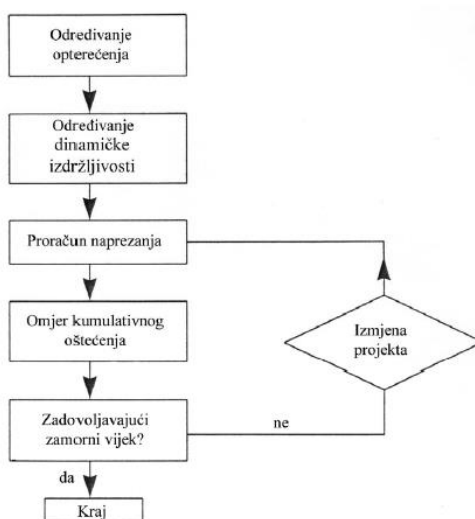 Određivanje
opterećenja
Određivanje
dinamičke
izdržljivosti
Proračun naprezanja
Omjer kumulativnog
oštećenja
Izmjena
projekta
Zadovoljavajući
zamorni vijek?
ne
da
Kraj